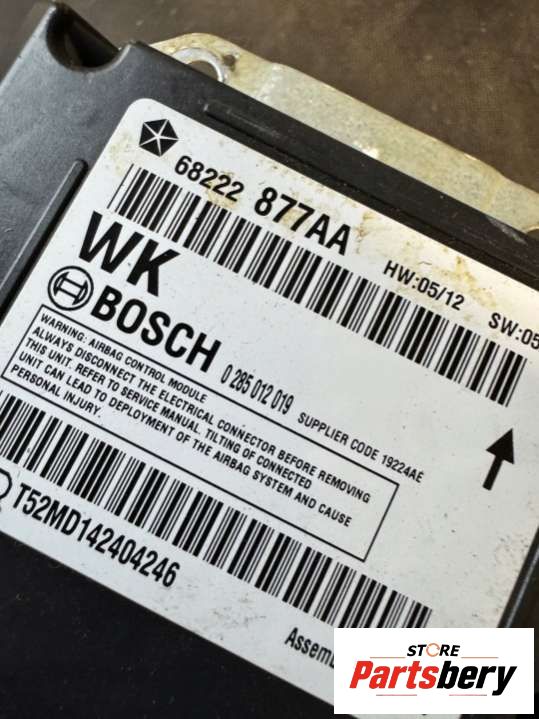 68222 877AA
HW:05/12 SW:05
WK
BOSCH 0 285 012 019 SUPPLIER CODE 19224AE
WARNING: AIRBAG CONTROL MODULE
ALWAYS DISCONNECT THE ELECTRICAL CONNECTOR BEFORE REMOVING
THIS UNIT. REFER TO SERVICE MANUAL. TILTING OF CONNECTED
UNIT CAN LEAD TO DEPLOYMENT OF THE AIRBAG SYSTEM AND CAUSE
PERSONAL INJURY.
T52MD142404246
STORE
Partsbery